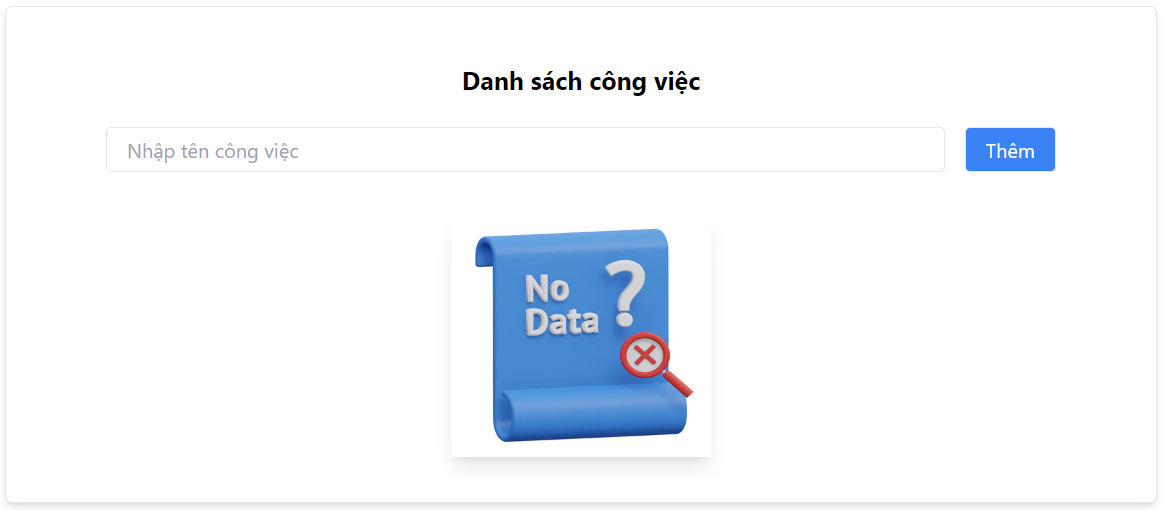 Danh sách công việc
Nhập tên công việc
Thêm
No
Data
?